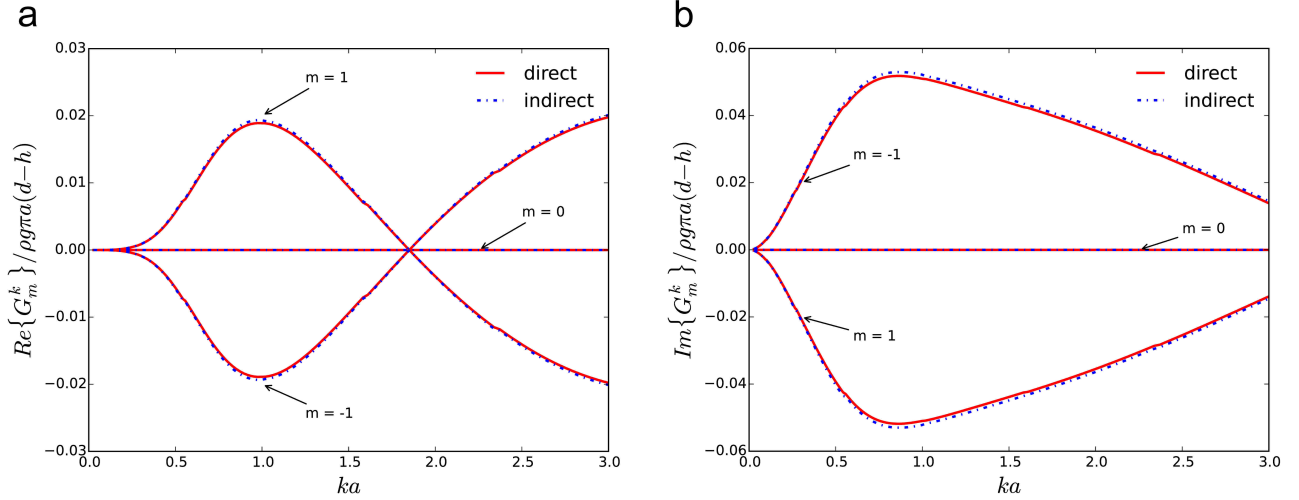 a
0.03
0.02
0.01
0.00
−0.01
−0.02
−0.03
0.0 0.5 1.0 1.5 2.0 2.5 3.0
ka
Re{G_m^k}/ρgπa(d−h)
m = 1
m = 0
m = -1
direct
indirect
b
0.06
0.04
0.02
0.00
−0.02
−0.04
−0.06
0.0 0.5 1.0 1.5 2.0 2.5 3.0
ka
Im{G_m^k}/ρgπa(d−h)
m = -1
m = 0
m = 1
direct
indirect